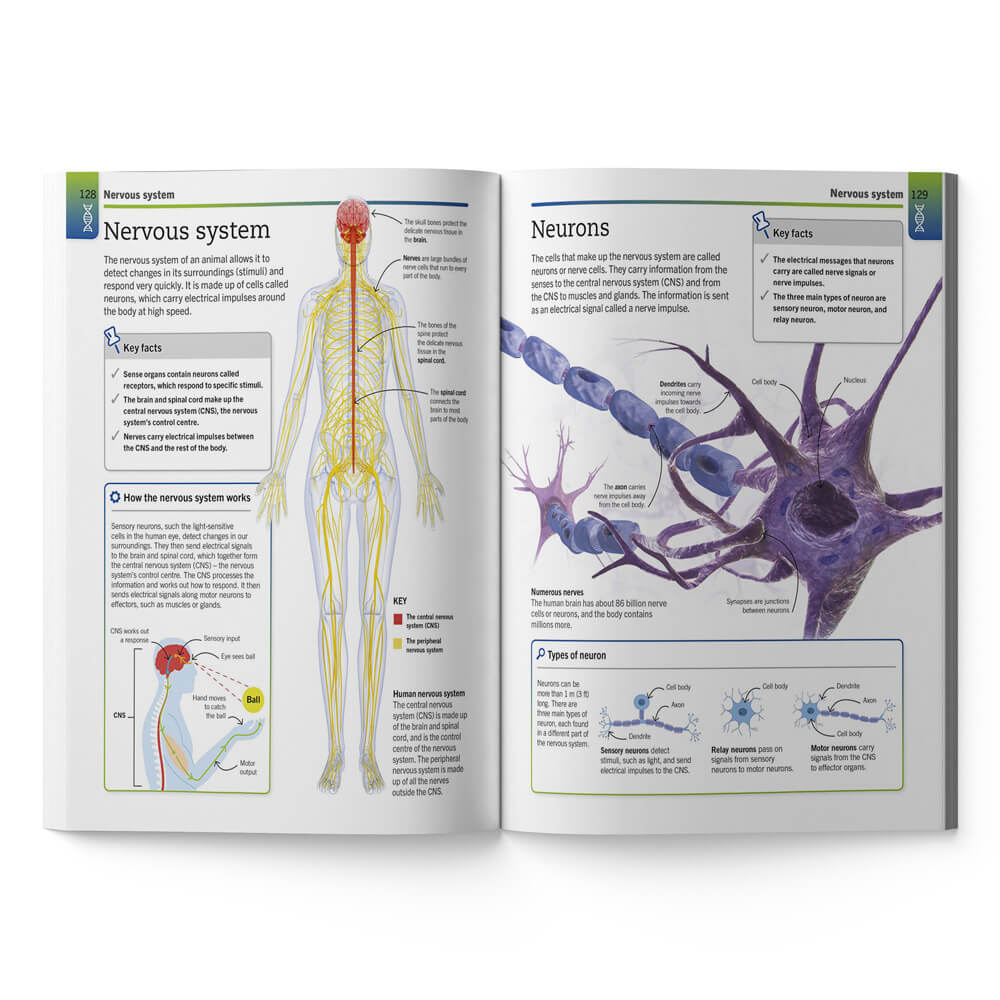 128
Nervous system
Nervous system
The nervous system of an animal allows it to
detect changes in its surroundings (stimuli) and
respond very quickly. It is made up of cells called
neurons, which carry electrical impulses around
the body at high speed.
Key facts
✓ Sense organs contain neurons called
receptors, which respond to specific stimuli.
✓ The brain and spinal cord make up the
central nervous system (CNS), the nervous
system's control centre.
✓ Nerves carry electrical impulses between
the CNS and the rest of the body.
How the nervous system works
Sensory neurons, such the light-sensitive
cells in the human eye, detect changes in our
surroundings. They then send electrical signals
to the brain and spinal cord, which together form
the central nervous system (CNS) – the nervous
system's control centre. The CNS processes the
information and works out how to respond. It then
sends electrical signals along motor neurons to
effectors, such as muscles or glands.
CNS works out
a response
Sensory input
Eye sees ball
Hand moves
to catch
the ball
Ball
CNS
Motor
output
The skull bones protect the
delicate nervous tissue in
the brain.
Nerves are large bundles of
nerve cells that run to every
part of the body.
The bones of the
spine protect
the delicate nervous
tissue in the
spinal cord.
The spinal cord
connects the
brain to most
parts of the body
KEY
The central nervous
system (CNS)
The peripheral
nervous system
Human nervous system
The central nervous
system (CNS) is made up
of the brain and spinal
cord, and is the control
centre of the nervous
system. The peripheral
nervous system is made
up of all the nerves
outside the CNS.
Nervous system
129
Neurons
The cells that make up the nervous system are called
neurons or nerve cells. They carry information from the
senses to the central nervous system (CNS) and from
the CNS to muscles and glands. The information is sent
as an electrical signal called a nerve impulse.
Key facts
✓ The electrical messages that neurons
carry are called nerve signals or
nerve impulses.
✓ The three main types of neuron are
sensory neuron, motor neuron, and
relay neuron.
Dendrites carry
incoming nerve
impulses towards
the cell body.
Cell body
Nucleus
The axon carries
nerve impulses away
from the cell body.
Synapses are junctions
between neurons
Numerous nerves
The human brain has about 86 billion nerve
cells or neurons, and the body contains
millions more.
Types of neuron
Neurons can be
more than 1 m (3 ft)
long. There are
three main types of
neuron, each found
in a different part of
the nervous system.
Cell body
Axon
Dendrite
Sensory neurons detect
stimuli, such as light, and send
electrical impulses to the CNS.
Cell body
Relay neurons pass on
signals from sensory
neurons to motor neurons.
Dendrite
Axon
Cell body
Motor neurons carry
signals from the CNS
to effector organs.